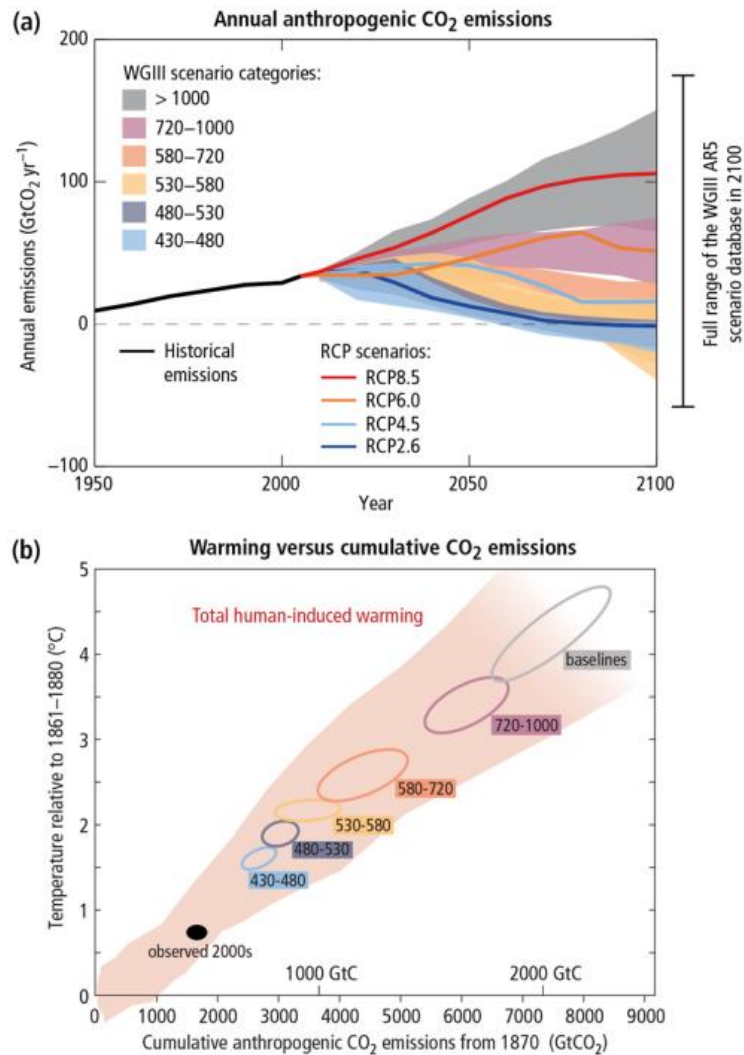 (a) Annual anthropogenic CO₂ emissions
200
100
0
−100
Annual emissions (GtCO₂ yr⁻¹)
WGIII scenario categories:
> 1000
720–1000
580–720
530–580
480–530
430–480
Historical
emissions
RCP scenarios:
RCP8.5
RCP6.0
RCP4.5
RCP2.6
Full range of the WGIII AR5
scenario database in 2100
1950 2000 2050 2100
Year
(b) Warming versus cumulative CO₂ emissions
5
4
3
2
1
0
Temperature relative to 1861–1880 (°C)
Total human-induced warming
baselines
720-1000
580-720
530-580
480-530
430-480
observed 2000s
1000 GtC 2000 GtC
0 1000 2000 3000 4000 5000 6000 7000 8000 9000
Cumulative anthropogenic CO₂ emissions from 1870 (GtCO₂)